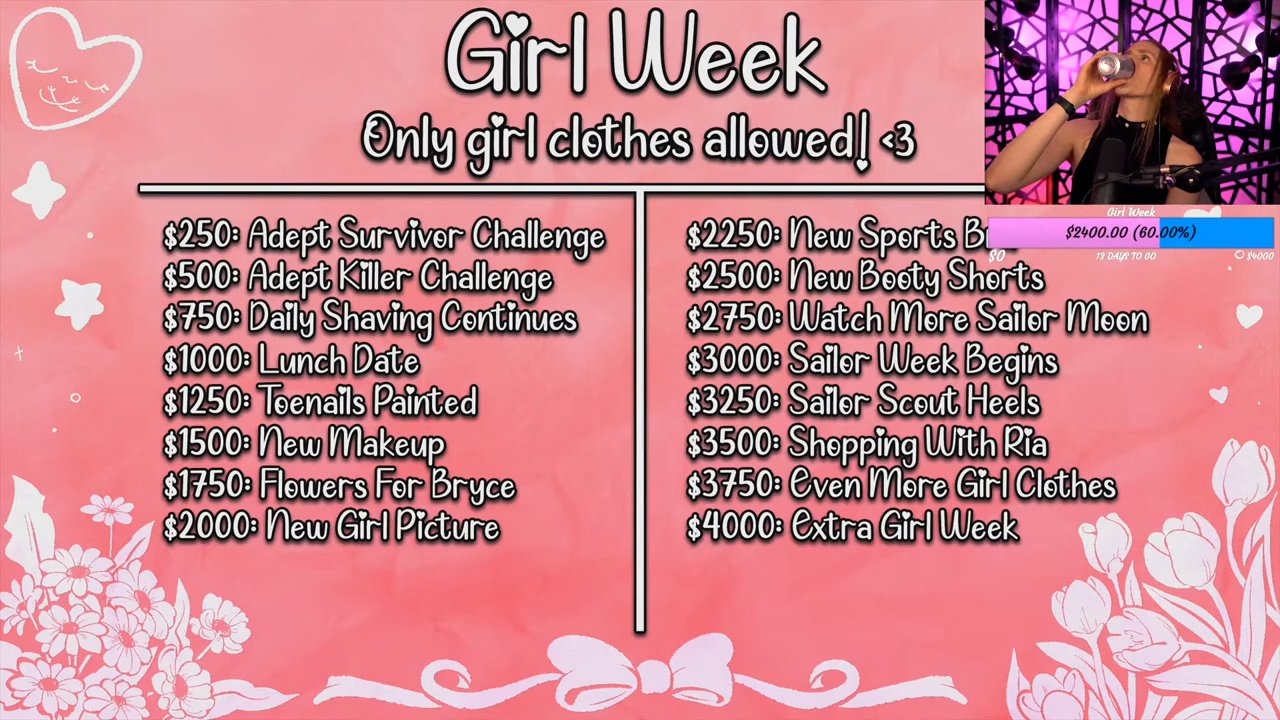 Girl Week
Only girl clothes allowed! <3
$250: Adept Survivor Challenge
$500: Adept Killer Challenge
$750: Daily Shaving Continues
$1000: Lunch Date
$1250: Toenails Painted
$1500: New Makeup
$1750: Flowers For Bryce
$2000: New Girl Picture
$2250: New Sports
$2500: New Booty Shorts
$2750: Watch More Sailor Moon
$3000: Sailor Week Begins
$3250: Sailor Scout Heels
$3500: Shopping With Ria
$3750: Even More Girl Clothes
$4000: Extra Girl Week
Girl Week
$2400.00 (60.00%)
$0 13 DAYS TO GO $4000